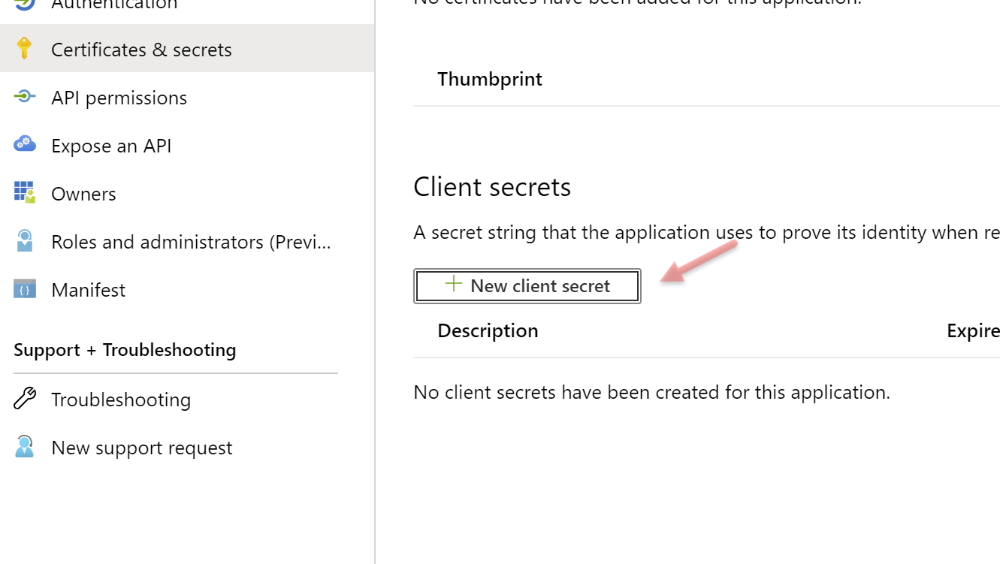 Authentication
Certificates & secrets
API permissions
Expose an API
Owners
Roles and administrators (Previ...
Manifest
Support + Troubleshooting
Troubleshooting
New support request
No certificates have been added for this application.
Thumbprint
Client secrets
A secret string that the application uses to prove its identity when re
New client secret
Description Expire
No client secrets have been created for this application.